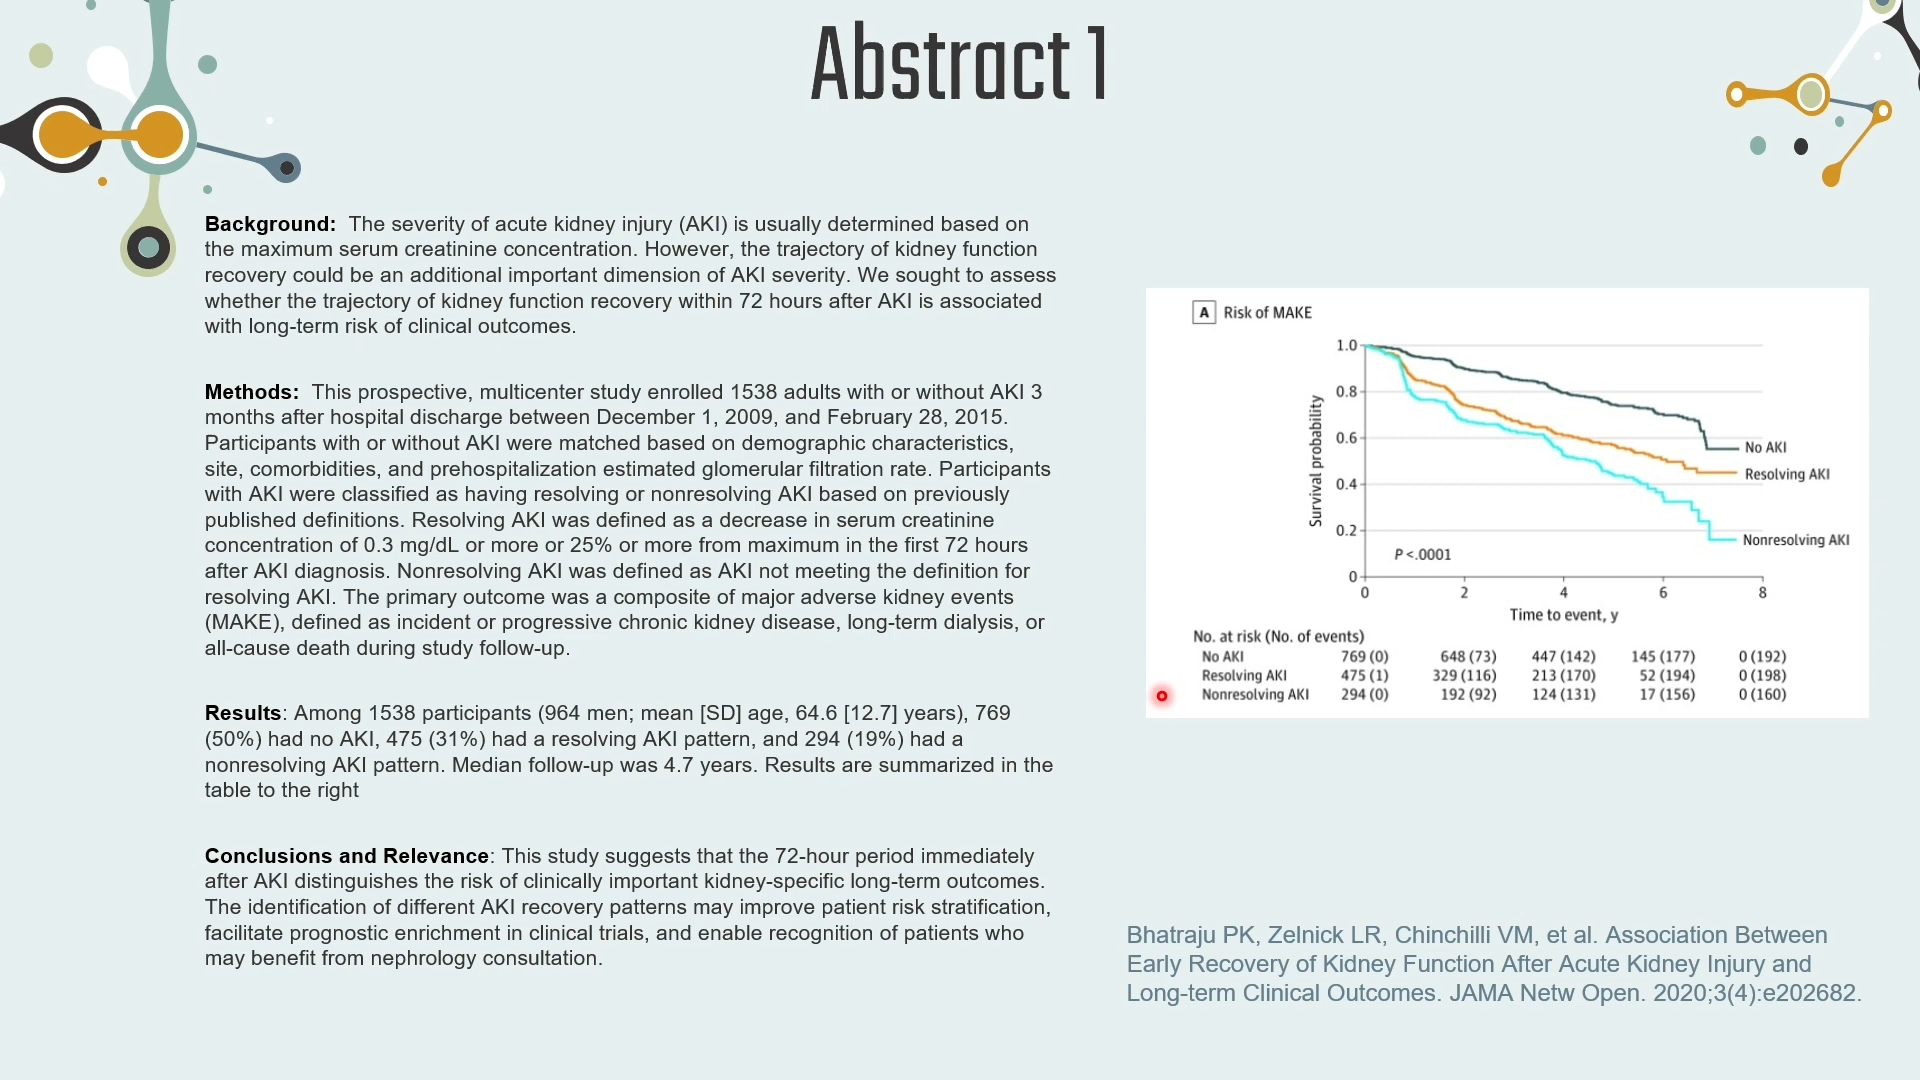 Abstract 1
Background: The severity of acute kidney injury (AKI) is usually determined based on
the maximum serum creatinine concentration. However, the trajectory of kidney function
recovery could be an additional important dimension of AKI severity. We sought to assess
whether the trajectory of kidney function recovery within 72 hours after AKI is associated
with long-term risk of clinical outcomes.
Methods: This prospective, multicenter study enrolled 1538 adults with or without AKI 3
months after hospital discharge between December 1, 2009, and February 28, 2015.
Participants with or without AKI were matched based on demographic characteristics,
site, comorbidities, and prehospitalization estimated glomerular filtration rate. Participants
with AKI were classified as having resolving or nonresolving AKI based on previously
published definitions. Resolving AKI was defined as a decrease in serum creatinine
concentration of 0.3 mg/dL or more or 25% or more from maximum in the first 72 hours
after AKI diagnosis. Nonresolving AKI was defined as AKI not meeting the definition for
resolving AKI. The primary outcome was a composite of major adverse kidney events
(MAKE), defined as incident or progressive chronic kidney disease, long-term dialysis, or
all-cause death during study follow-up.
Results: Among 1538 participants (964 men; mean [SD] age, 64.6 [12.7] years), 769
(50%) had no AKI, 475 (31%) had a resolving AKI pattern, and 294 (19%) had a
nonresolving AKI pattern. Median follow-up was 4.7 years. Results are summarized in the
table to the right
Conclusions and Relevance: This study suggests that the 72-hour period immediately
after AKI distinguishes the risk of clinically important kidney-specific long-term outcomes.
The identification of different AKI recovery patterns may improve patient risk stratification,
facilitate prognostic enrichment in clinical trials, and enable recognition of patients who
may benefit from nephrology consultation.
A Risk of MAKE
Survival probability
1.0
0.8
0.6
0.4
0.2
0
No AKI
Resolving AKI
Nonresolving AKI
P <.0001
0 2 4 6 8
Time to event, y
No. at risk (No. of events)
No AKI 769 (0) 648 (73) 447 (142) 145 (177) 0 (192)
Resolving AKI 475 (1) 329 (116) 213 (170) 52 (194) 0 (198)
Nonresolving AKI 294 (0) 192 (92) 124 (131) 17 (156) 0 (160)
Bhatraju PK, Zelnick LR, Chinchilli VM, et al. Association Between
Early Recovery of Kidney Function After Acute Kidney Injury and
Long-term Clinical Outcomes. JAMA Netw Open. 2020;3(4):e202682.